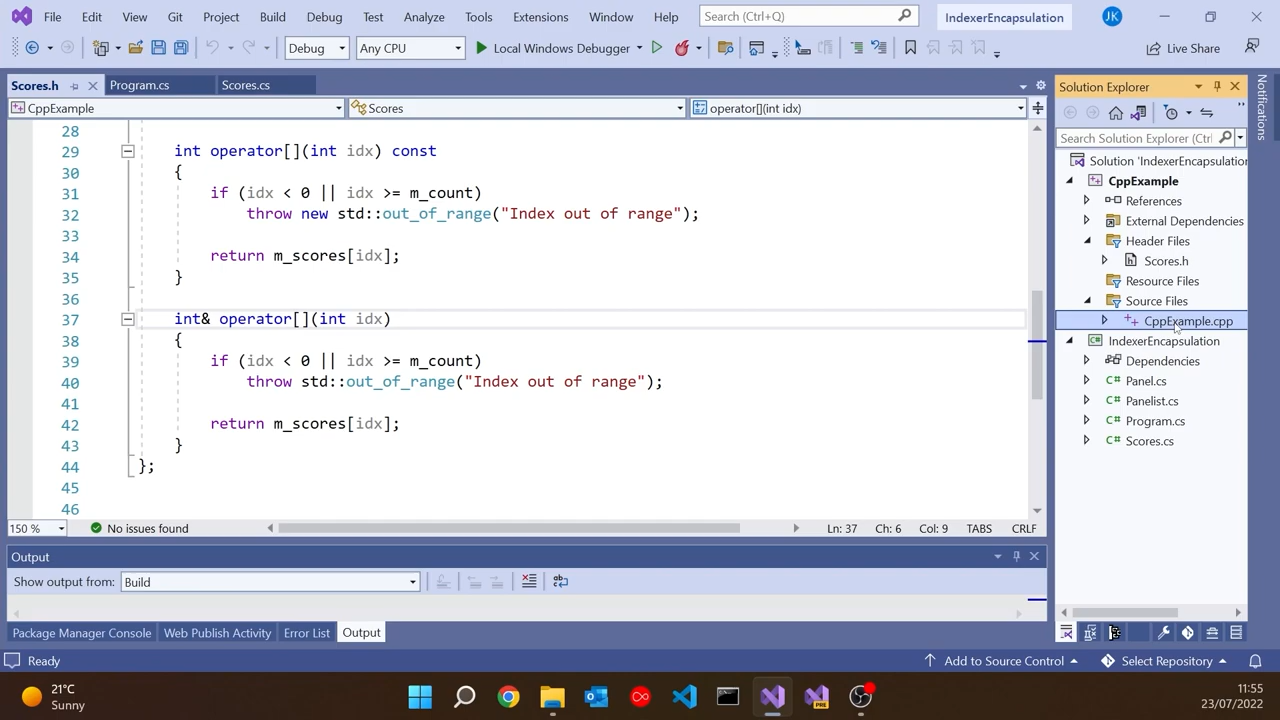 File Edit View Git Project Build Debug Test Analyze Tools Extensions Window Help Search (Ctrl+Q) IndexerEncapsulation JK
Debug Any CPU Local Windows Debugger Live Share
Scores.h Program.cs Scores.cs
CppExample Scores operator[](int idx)
28
29 int operator[](int idx) const
30 {
31 if (idx < 0 || idx >= m_count)
32 throw new std::out_of_range("Index out of range");
33
34 return m_scores[idx];
35 }
36
37 int& operator[](int idx)
38 {
39 if (idx < 0 || idx >= m_count)
40 throw std::out_of_range("Index out of range");
41
42 return m_scores[idx];
43 }
44 };
45
46
150 % No issues found Ln: 37 Ch: 6 Col: 9 TABS CRLF
Output
Show output from: Build
Package Manager Console Web Publish Activity Error List Output
Solution Explorer
Search Solution Explorer (Ctrl
Solution 'IndexerEncapsulation
CppExample
References
External Dependencies
Header Files
Scores.h
Resource Files
Source Files
CppExample.cpp
IndexerEncapsulation
Dependencies
Panel.cs
Panelist.cs
Program.cs
Scores.cs
Notifications
Ready Add to Source Control Select Repository
21°C
Sunny
PRE
11:55
23/07/2022